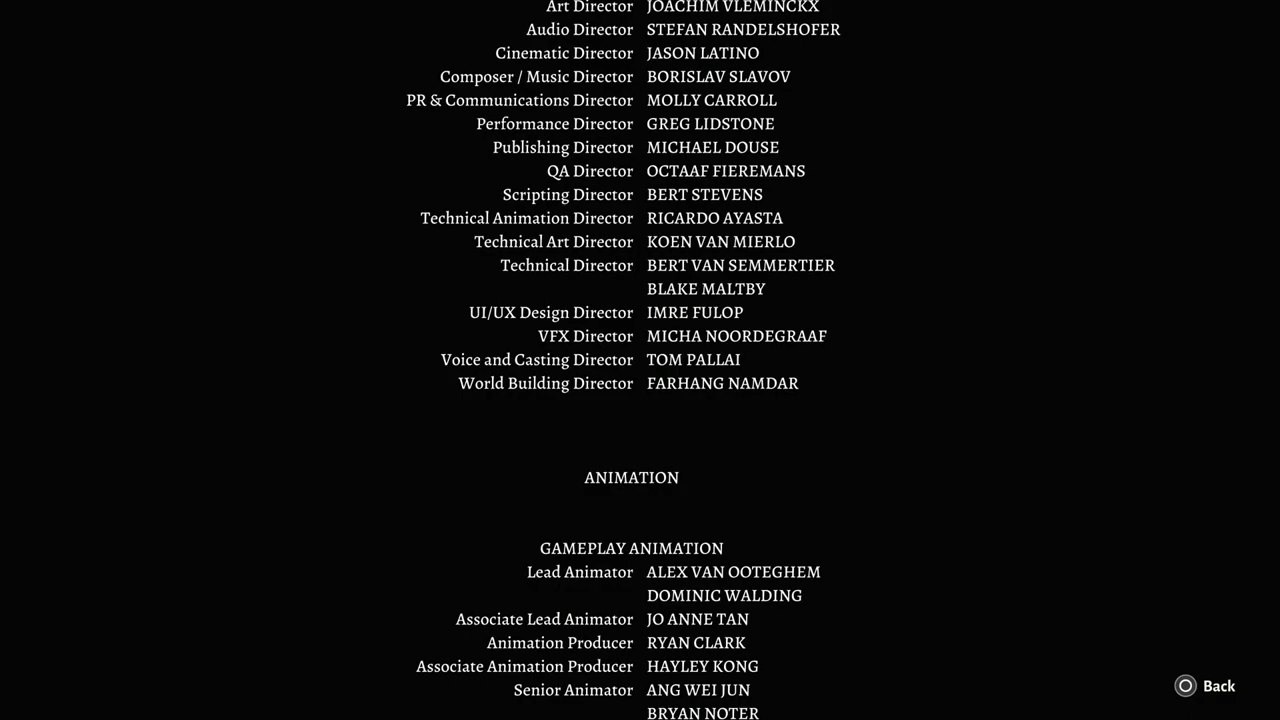 Art Director JOACHIM VLEMINCKX
Audio Director STEFAN RANDELSHOFER
Cinematic Director JASON LATINO
Composer / Music Director BORISLAV SLAVOV
PR & Communications Director MOLLY CARROLL
Performance Director GREG LIDSTONE
Publishing Director MICHAEL DOUSE
QA Director OCTAAF FIEREMANS
Scripting Director BERT STEVENS
Technical Animation Director RICARDO AYASTA
Technical Art Director KOEN VAN MIERLO
Technical Director BERT VAN SEMMERTIER
BLAKE MALTBY
UI/UX Design Director IMRE FULOP
VFX Director MICHA NOORDEGRAAF
Voice and Casting Director TOM PALLAI
World Building Director FARHANG NAMDAR
ANIMATION
GAMEPLAY ANIMATION
Lead Animator ALEX VAN OOTEGHEM
DOMINIC WALDING
Associate Lead Animator JO ANNE TAN
Animation Producer RYAN CLARK
Associate Animation Producer HAYLEY KONG
Senior Animator ANG WEI JUN
BRYAN NOTER
Back